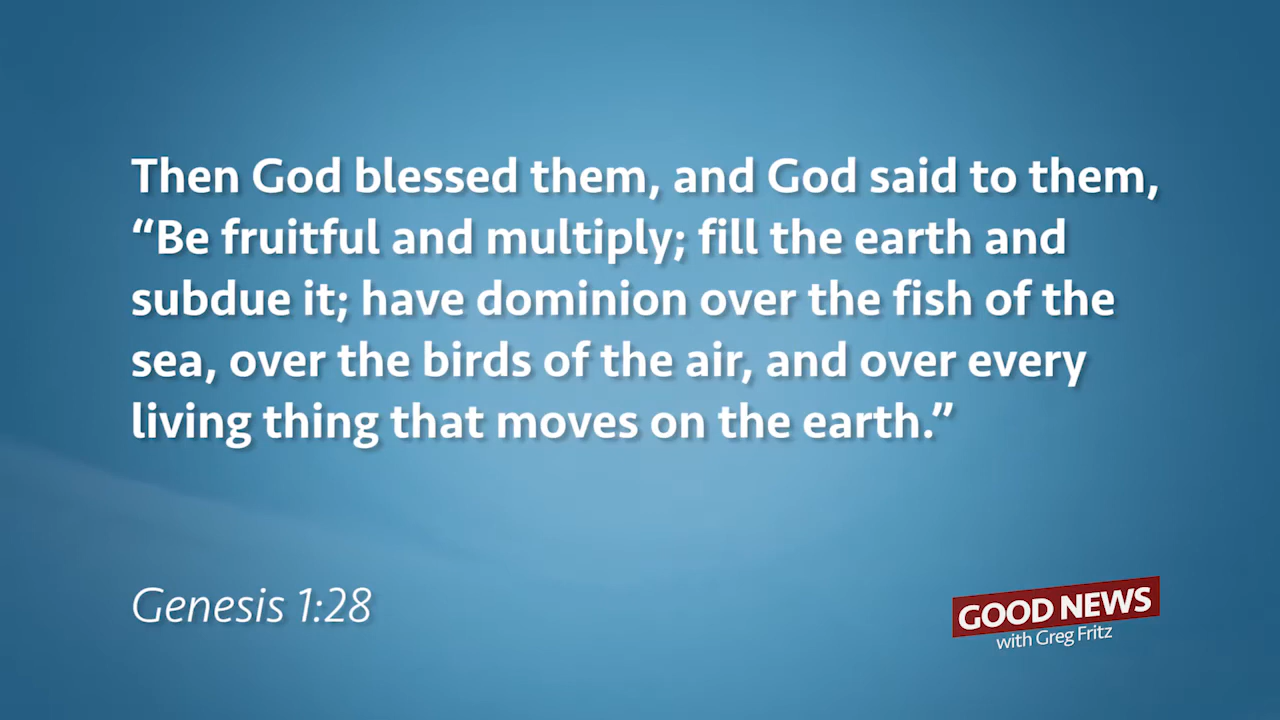 Then God blessed them, and God said to them,
“Be fruitful and multiply; fill the earth and
subdue it; have dominion over the fish of the
sea, over the birds of the air, and over every
living thing that moves on the earth.”
Genesis 1:28
GOOD NEWS
with Greg Fritz